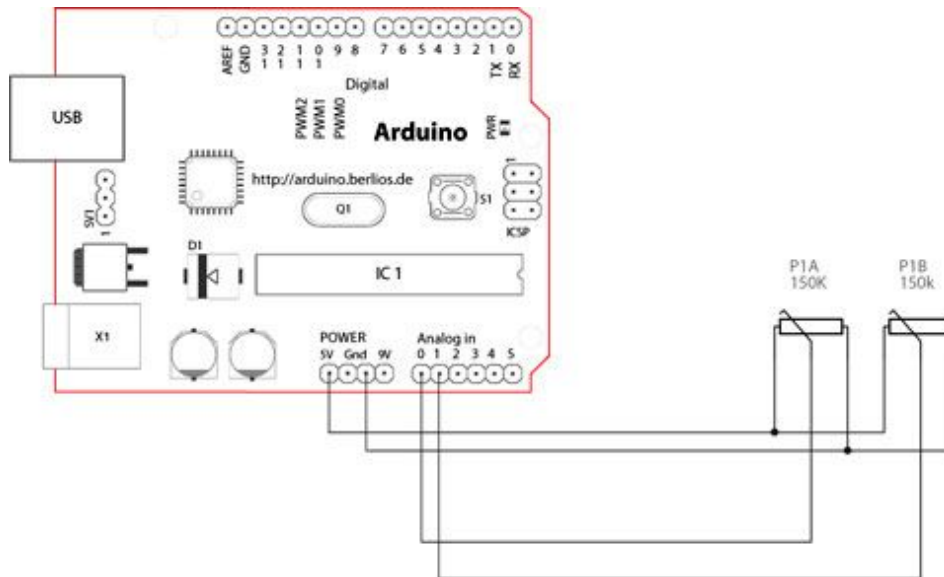 AREF GND 13 12 11 10 9 8 7 6 5 4 3 2 1 0
TX RX
Digital
USB
PWM2 PWM1 PWM0
Arduino
PWR
1
http://arduino.berlios.de
S1
Q1
SV1
1
ICSP
D1
IC 1
P1A
150K
P1B
150k
X1
POWER
5V Gnd 9V
Analog in
0 1 2 3 4 5